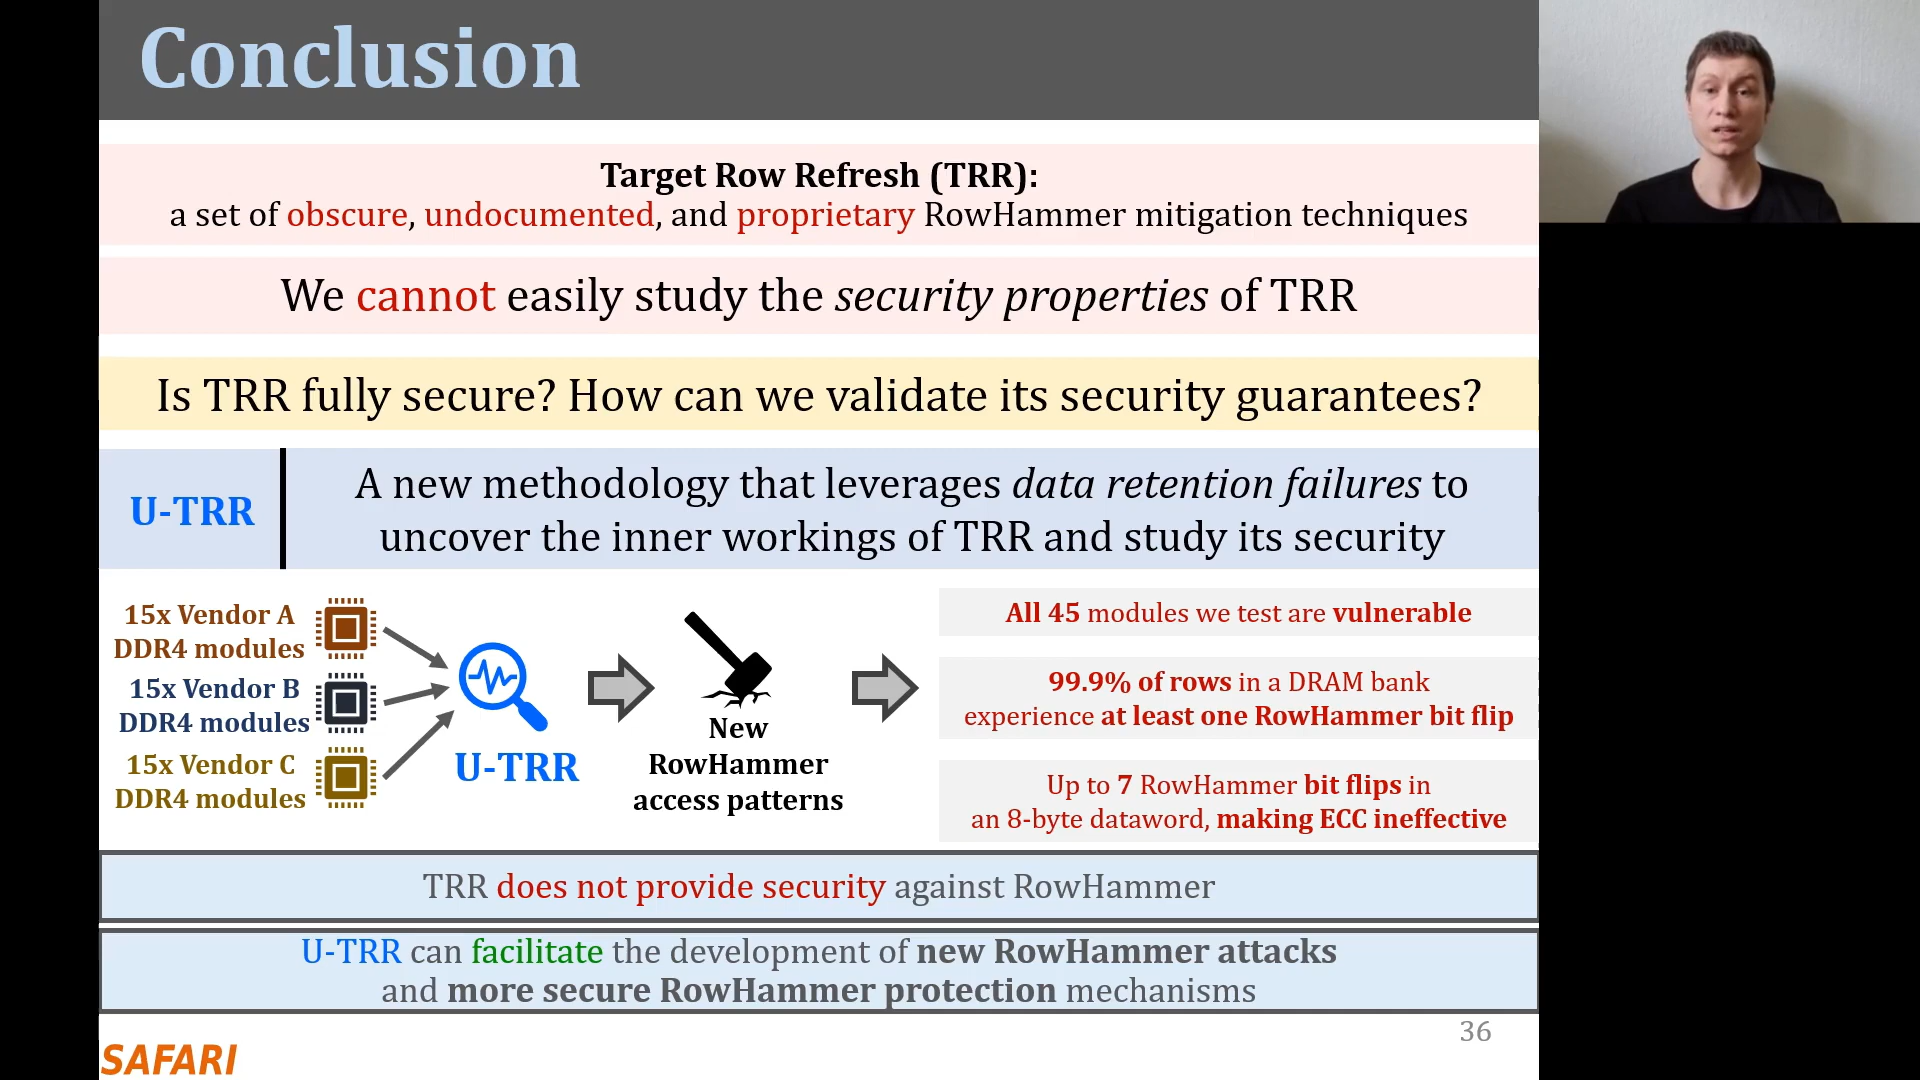 Conclusion
Target Row Refresh (TRR):
a set of obscure, undocumented, and proprietary RowHammer mitigation techniques
We cannot easily study the security properties of TRR
Is TRR fully secure? How can we validate its security guarantees?
U-TRR
A new methodology that leverages data retention failures to
uncover the inner workings of TRR and study its security
15x Vendor A
DDR4 modules
15x Vendor B
DDR4 modules
15x Vendor C
DDR4 modules
U-TRR
New
RowHammer
access patterns
All 45 modules we test are vulnerable
99.9% of rows in a DRAM bank
experience at least one RowHammer bit flip
Up to 7 RowHammer bit flips in
an 8-byte dataword, making ECC ineffective
TRR does not provide security against RowHammer
U-TRR can facilitate the development of new RowHammer attacks
and more secure RowHammer protection mechanisms
36
SAFARI